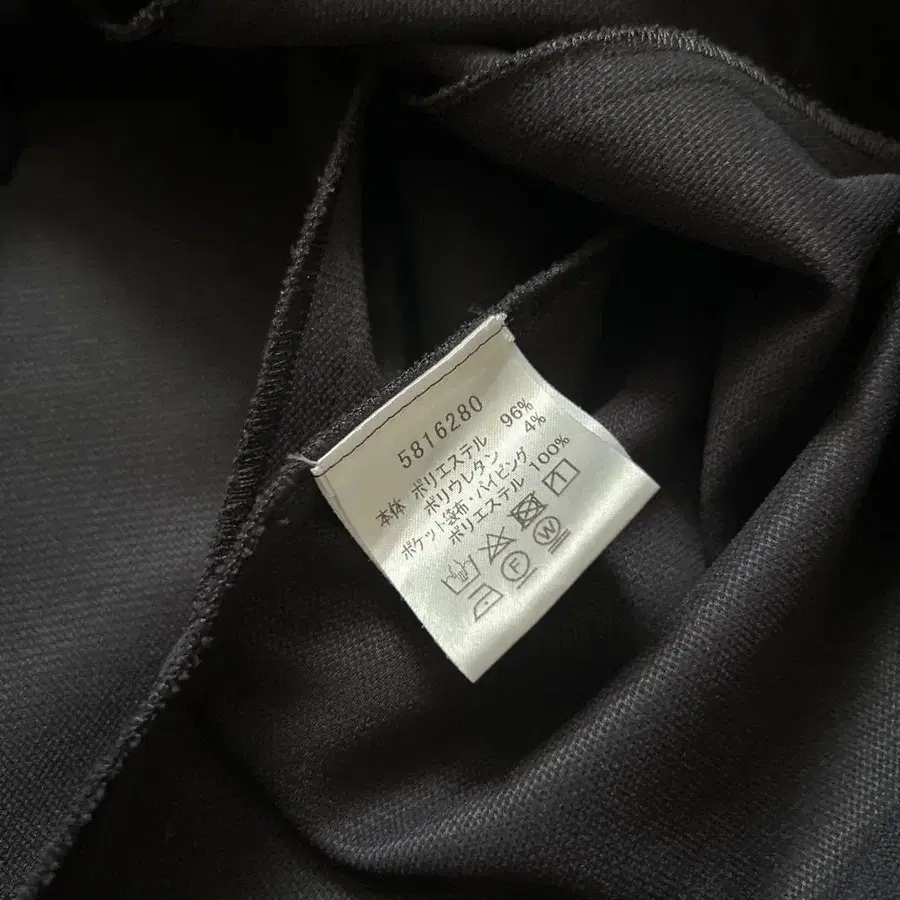 5816280
本体 ポリエステル 96%
ポリウレタン 4%
ポケット袋布・パイピング
ポリエステル 100%
F W